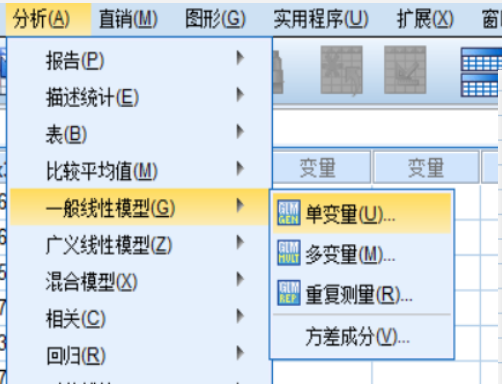 分析(A) 直销(M) 图形(G) 实用程序(U) 扩展(X) 窗
报告(P)
描述统计(E)
表(B)
比较平均值(M)
变量 变量
一般线性模型(G)
单变量(U)...
广义线性模型(Z)
多变量(M)...
混合模型(X)
重复测量(R)...
相关(C)
方差成分(V)...
回归(R)